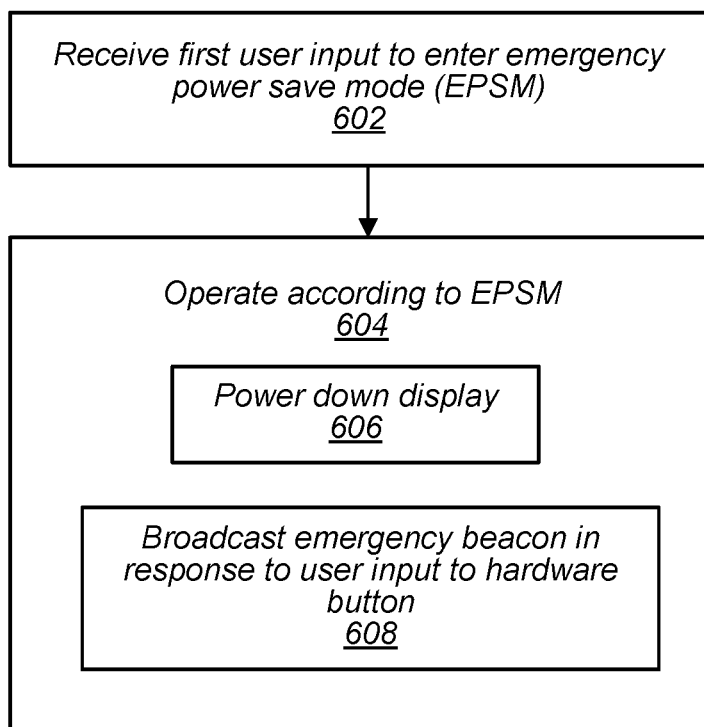 Receive first user input to enter emergency
power save mode (EPSM)
602
Operate according to EPSM
604
Power down display
606
Broadcast emergency beacon in
response to user input to hardware
button
608